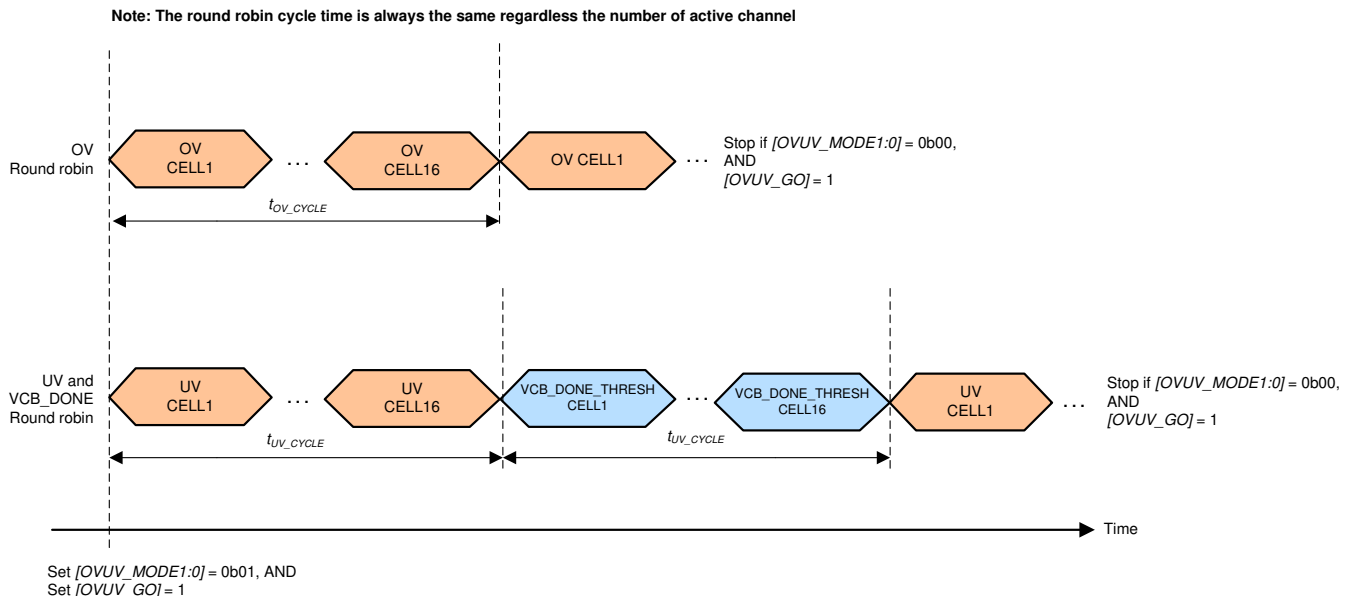 Note: The round robin cycle time is always the same regardless the number of active channel
OV
Round robin
OV
CELL1
...
OV
CELL16
OV CELL1
...
Stop if [OVUV_MODE1:0] = 0b00,
AND
[OVUV_GO] = 1
tOV_CYCLE
UV and
VCB_DONE
Round robin
UV
CELL1
...
UV
CELL16
VCB_DONE_THRESH
CELL1
...
VCB_DONE_THRESH
CELL16
UV
CELL1
...
Stop if [OVUV_MODE1:0] = 0b00,
AND
[OVUV_GO] = 1
tUV_CYCLE
tUV_CYCLE
Time
Set [OVUV_MODE1:0] = 0b01, AND
Set [OVUV_GO] = 1